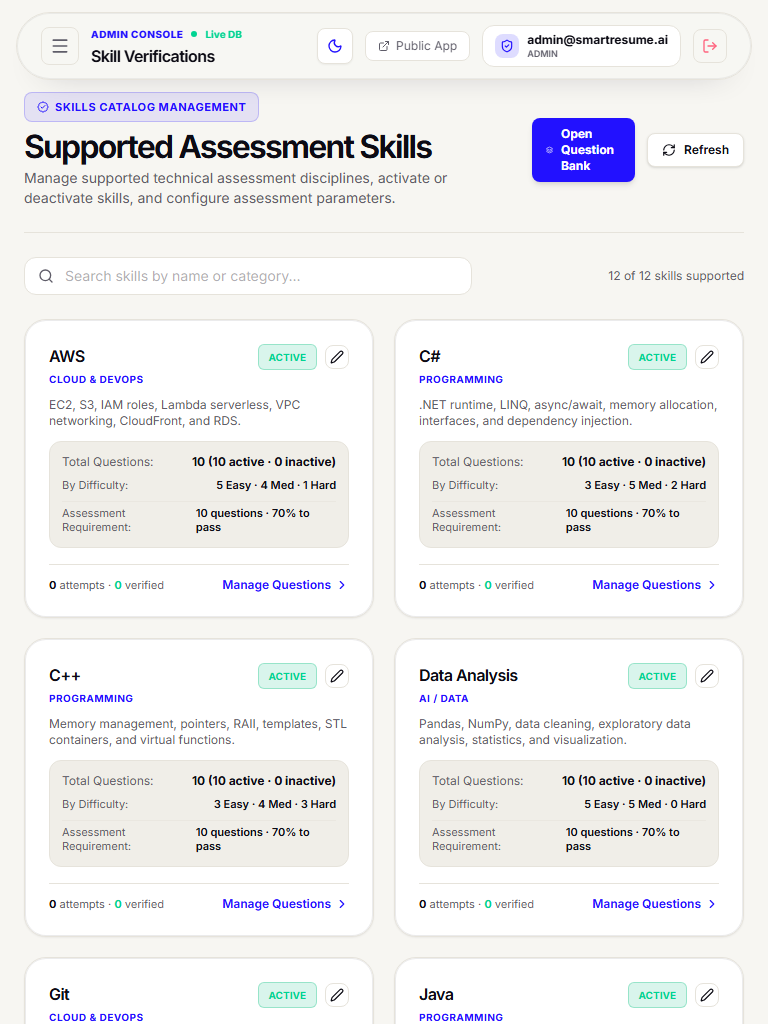 ADMIN CONSOLE
Live DB
Skill Verifications
Public App
admin@smartresume.ai
ADMIN
SKILLS CATALOG MANAGEMENT
Supported Assessment Skills
Manage supported technical assessment disciplines, activate or
deactivate skills, and configure assessment parameters.
Open
Question
Bank
Refresh
Search skills by name or category...
12 of 12 skills supported
AWS
ACTIVE
CLOUD & DEVOPS
EC2, S3, IAM roles, Lambda serverless, VPC
networking, CloudFront, and RDS.
Total Questions: 10 (10 active · 0 inactive)
By Difficulty: 5 Easy · 4 Med · 1 Hard
Assessment
Requirement:
10 questions · 70% to
pass
0 attempts · 0 verified
Manage Questions
C#
ACTIVE
PROGRAMMING
.NET runtime, LINQ, async/await, memory allocation,
interfaces, and dependency injection.
Total Questions: 10 (10 active · 0 inactive)
By Difficulty: 3 Easy · 5 Med · 2 Hard
Assessment
Requirement:
10 questions · 70% to
pass
0 attempts · 0 verified
Manage Questions
C++
ACTIVE
PROGRAMMING
Memory management, pointers, RAII, templates, STL
containers, and virtual functions.
Total Questions: 10 (10 active · 0 inactive)
By Difficulty: 3 Easy · 4 Med · 3 Hard
Assessment
Requirement:
10 questions · 70% to
pass
0 attempts · 0 verified
Manage Questions
Data Analysis
ACTIVE
AI / DATA
Pandas, NumPy, data cleaning, exploratory data
analysis, statistics, and visualization.
Total Questions: 10 (10 active · 0 inactive)
By Difficulty: 5 Easy · 5 Med · 0 Hard
Assessment
Requirement:
10 questions · 70% to
pass
0 attempts · 0 verified
Manage Questions
Git
ACTIVE
CLOUD & DEVOPS
Java
ACTIVE
PROGRAMMING